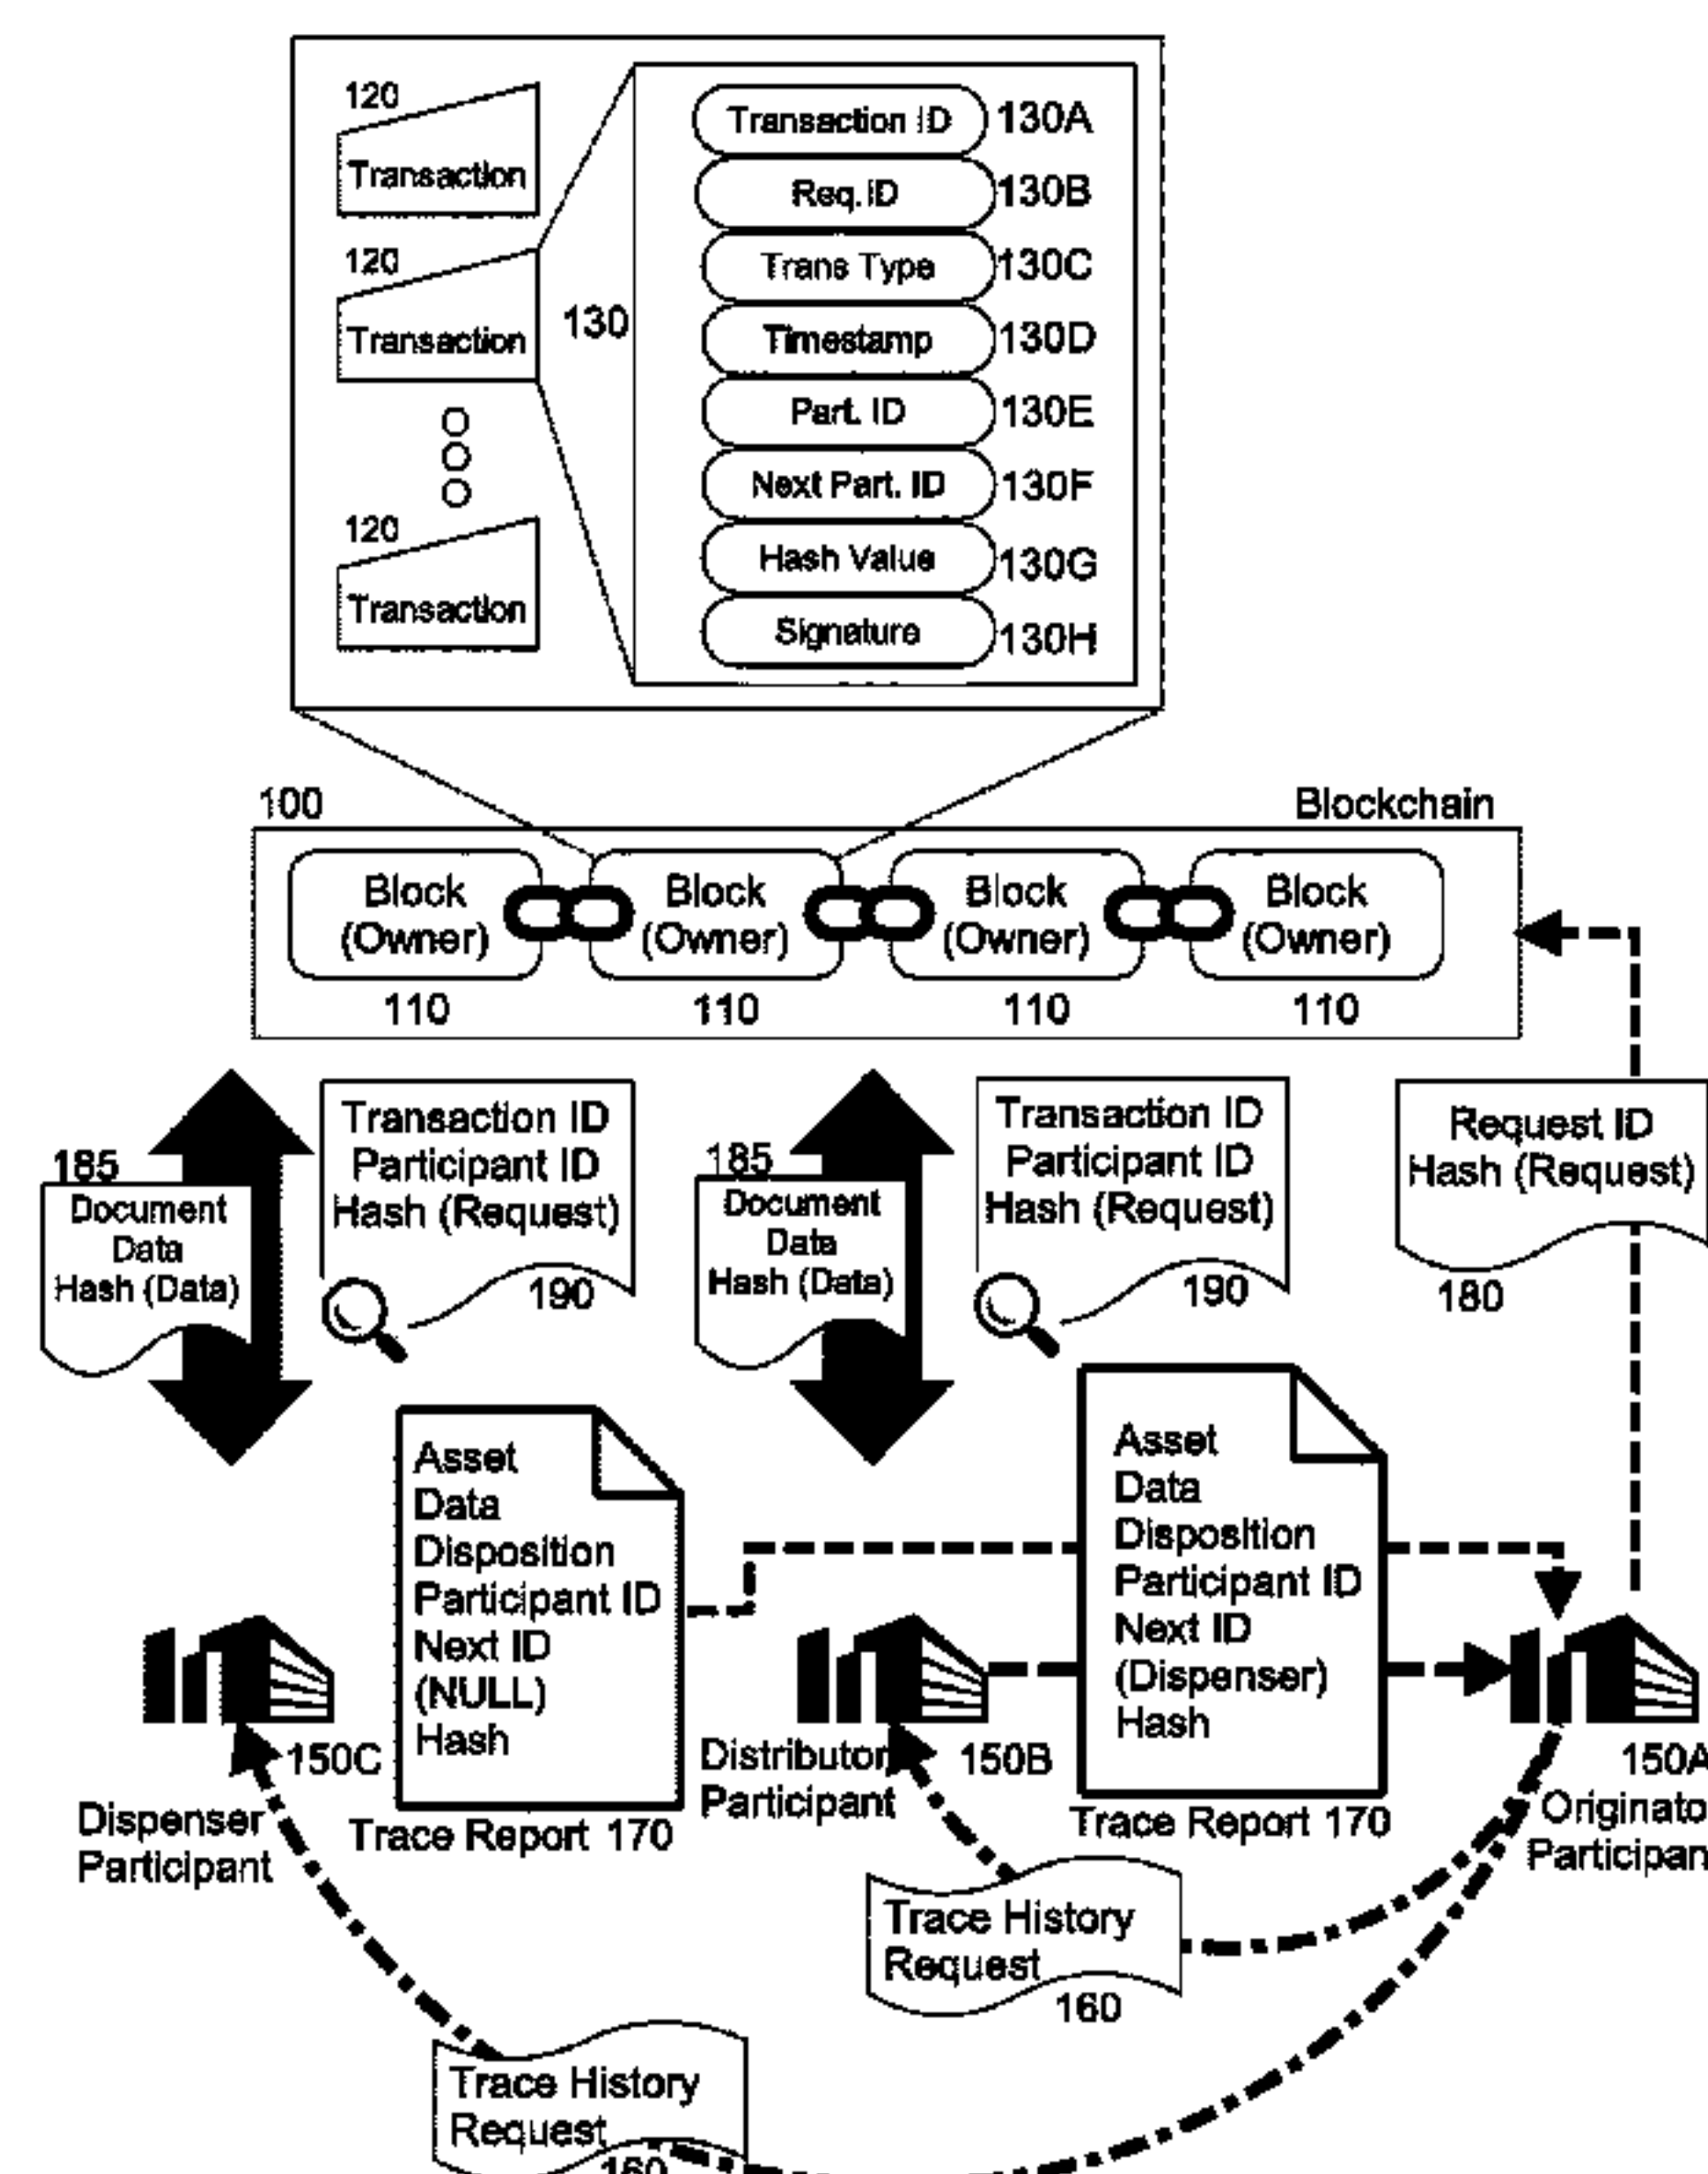 120
Transaction
120
Transaction
120
Transaction
130
Transaction ID 130A
Req.ID 130B
Trans Type 130C
Timestamp 130D
Part. ID 130E
Next Part. ID 130F
Hash Value 130G
Signature 130H
100
Blockchain
Block
(Owner)
110
Block
(Owner)
110
Block
(Owner)
110
Block
(Owner)
110
185
Document
Data
Hash (Data)
Transaction ID
Participant ID
Hash (Request)
190
185
Document
Data
Hash (Data)
Transaction ID
Participant ID
Hash (Request)
190
Request ID
Hash (Request)
180
Asset
Data
Disposition
Participant ID
Next ID
(NULL)
Hash
Trace Report 170
Asset
Data
Disposition
Participant ID
Next ID
(Dispenser)
Hash
Trace Report 170
150C
Dispenser
Participant
Distributor
Participant
150B
150A
Originato
Participan
Trace History
Request
160
Trace History
Request
160